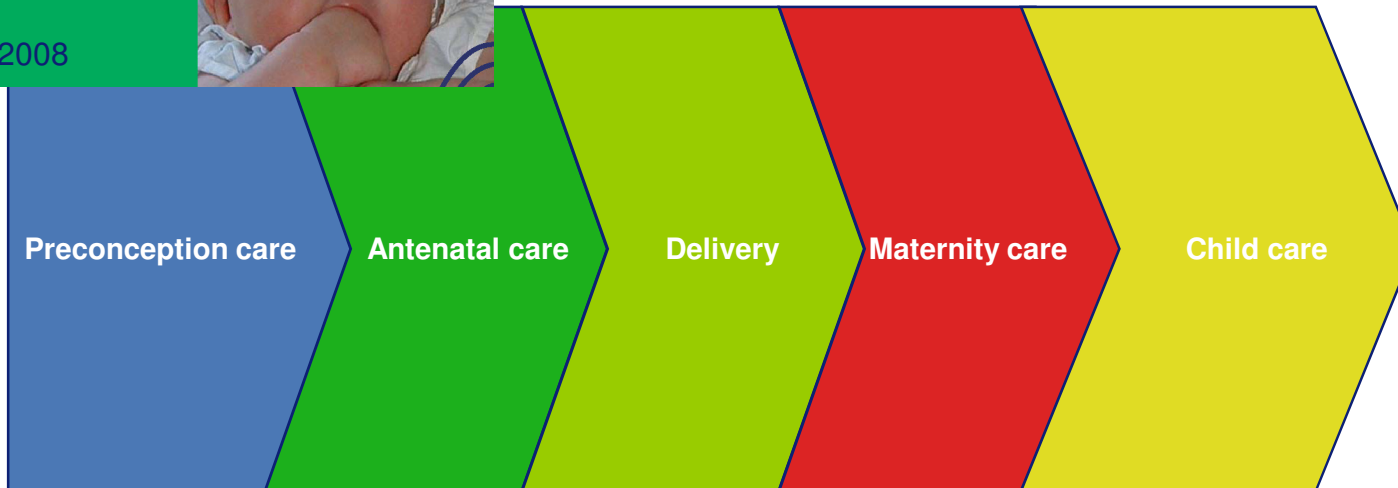 2008
Preconception care
Antenatal care
Delivery
Maternity care
Child care